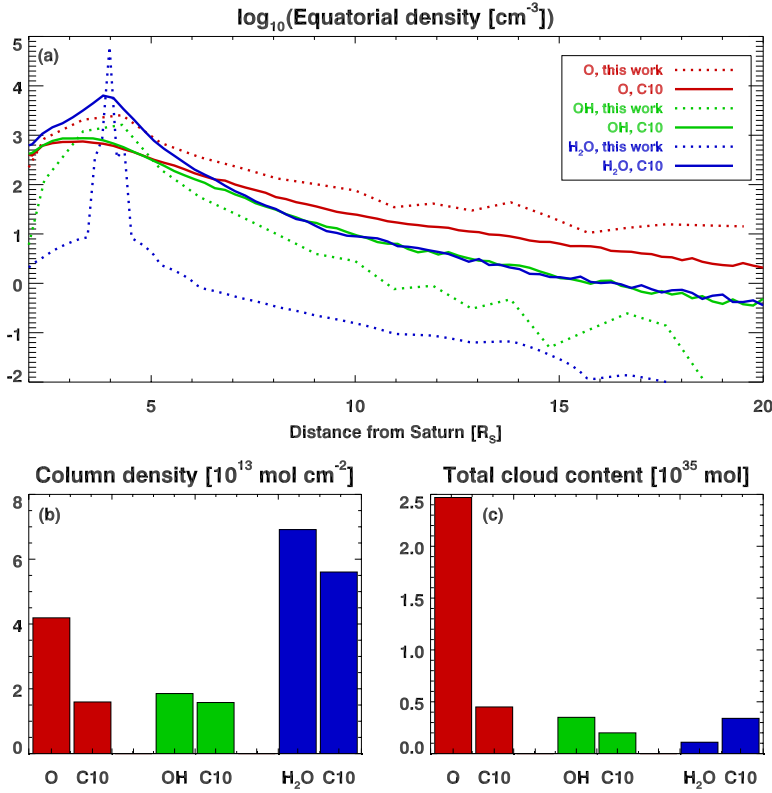 log₁₀(Equatorial density [cm⁻³])
(a)
5
4
3
2
1
0
-1
-2
O, this work
O, C10
OH, this work
OH, C10
H₂O, this work
H₂O, C10
5 10 15 20
Distance from Saturn [R_S]
Column density [10¹³ mol cm⁻²]
(b)
8
6
4
2
0
O C10 OH C10 H₂O C10
Total cloud content [10³⁵ mol]
(c)
2.5
2.0
1.5
1.0
0.5
0.0
O C10 OH C10 H₂O C10